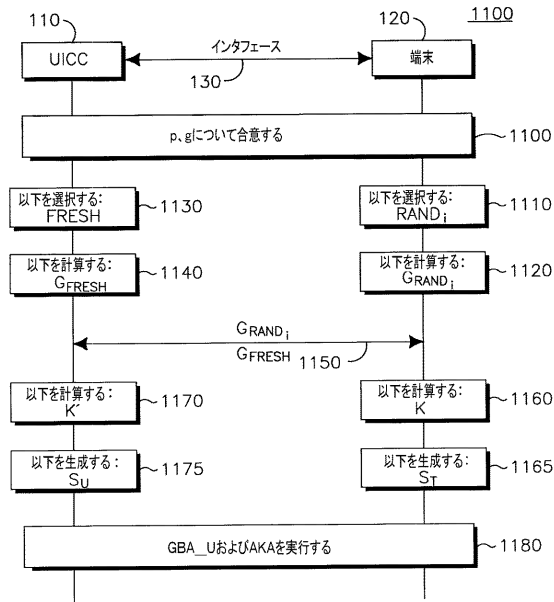 110
120
1100
UICC
インタフェース
130
端末
p、gについて合意する
1100
以下を選択する:
FRESH
1130
以下を選択する:
RANDi
1110
以下を計算する:
GFRESH
1140
以下を計算する:
GRANDi
1120
GRANDi
GFRESH
1150
以下を計算する:
K´
1170
以下を計算する:
K
1160
以下を生成する:
SU
1175
以下を生成する:
ST
1165
GBA_UおよびAKAを実行する
1180